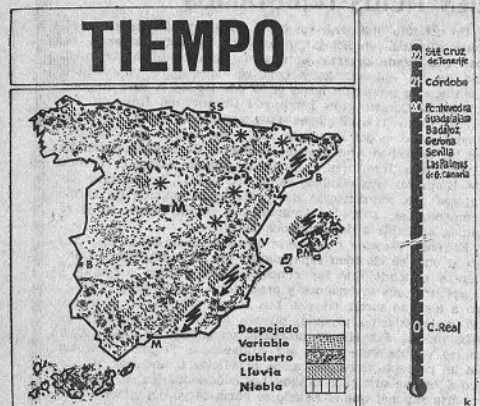 TIEMPO
SS
V
M
B
V
PM
B
M
Despejado
Variable
Cubierto
Lluvia
Niebla
22
Sta. Cruz
de Tenerife
21
Córdoba
20
Pontevedra
Guadalajara
Badajoz
Gerona
Sevilla
Las Palmas
de G. Canaria
0
C. Real
k